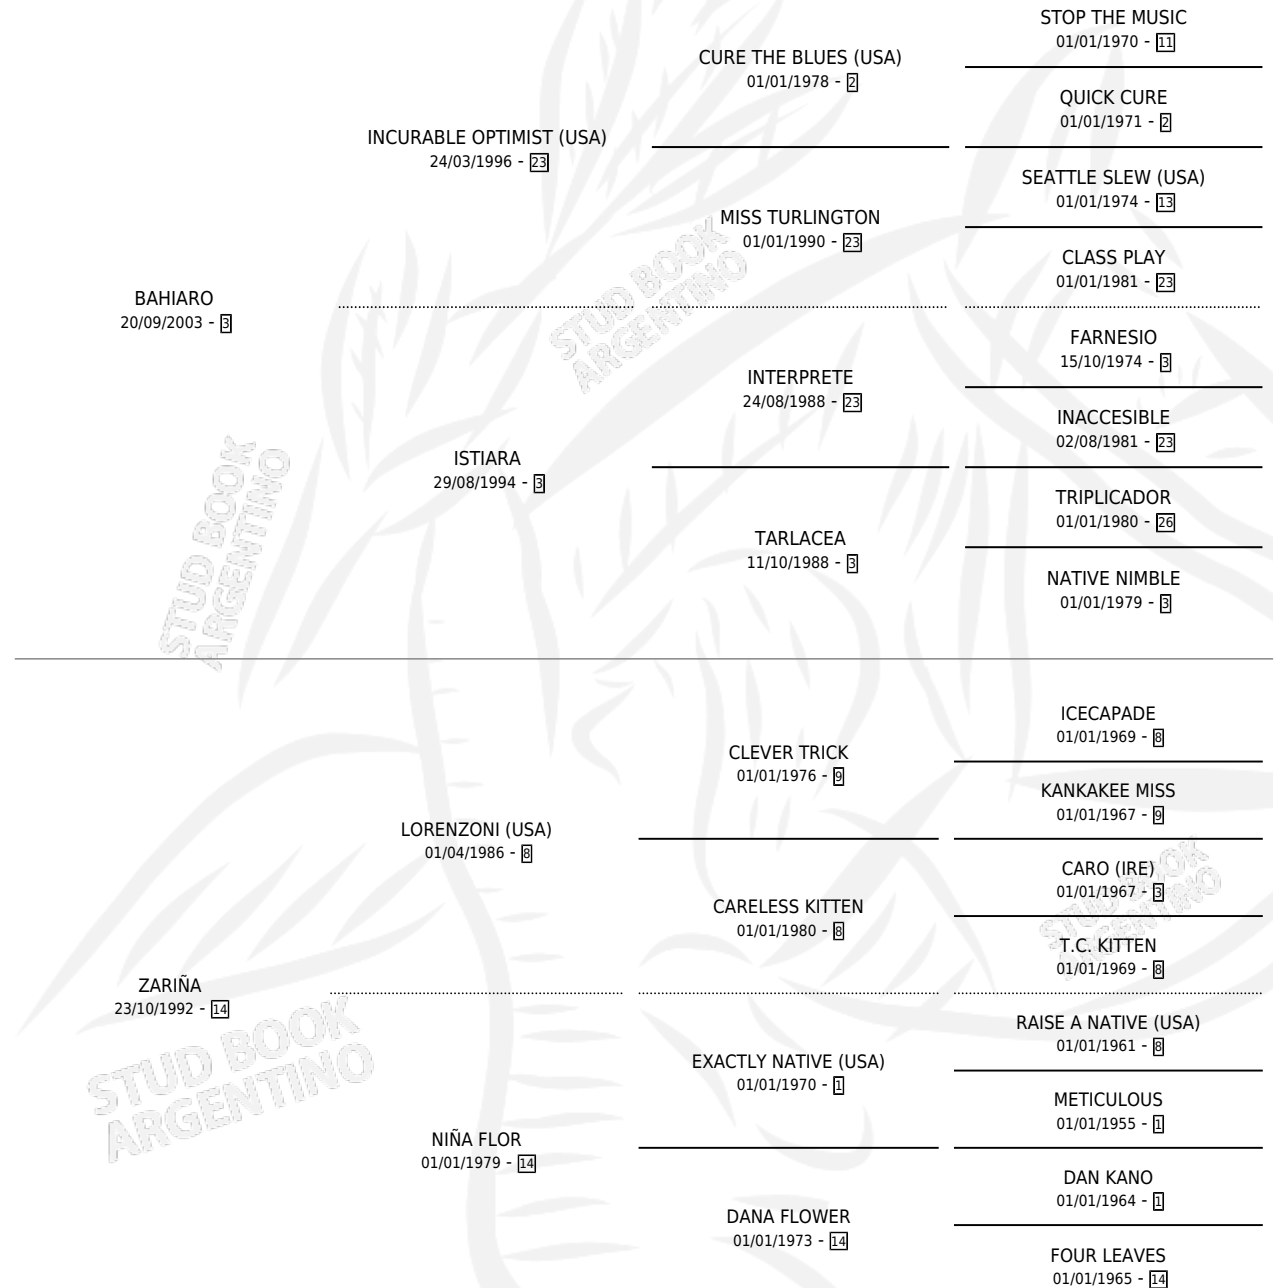 STOP THE MUSIC
01/01/1970 - 11
CURE THE BLUES (USA)
01/01/1978 - 2
QUICK CURE
01/01/1971 - 2
INCURABLE OPTIMIST (USA)
24/03/1996 - 23
SEATTLE SLEW (USA)
01/01/1974 - 13
MISS TURLINGTON
01/01/1990 - 23
CLASS PLAY
01/01/1981 - 23
BAHIARO
20/09/2003 - 3
FARNESIO
15/10/1974 - 3
INTERPRETE
24/08/1988 - 23
INACCESIBLE
02/08/1981 - 23
ISTIARA
29/08/1994 - 3
TRIPLICADOR
01/01/1980 - 26
TARLACEA
11/10/1988 - 3
NATIVE NIMBLE
01/01/1979 - 3
ICECAPADE
01/01/1969 - 8
CLEVER TRICK
01/01/1976 - 9
KANKAKEE MISS
01/01/1967 - 9
LORENZONI (USA)
01/04/1986 - 8
CARO (IRE)
01/01/1967 - 3
CARELESS KITTEN
01/01/1980 - 8
T.C. KITTEN
01/01/1969 - 8
ZARIÑA
23/10/1992 - 14
RAISE A NATIVE (USA)
01/01/1961 - 8
EXACTLY NATIVE (USA)
01/01/1970 - 1
METICULOUS
01/01/1955 - 1
NIÑA FLOR
01/01/1979 - 14
DAN KANO
01/01/1964 - 1
DANA FLOWER
01/01/1973 - 14
FOUR LEAVES
01/01/1965 - 14
STUD BOOK
ARGENTINO
STUD BOOK
ARGENTINO
STUD BOOK
ARGENTINO
STUD BOOK
ARGENTINO